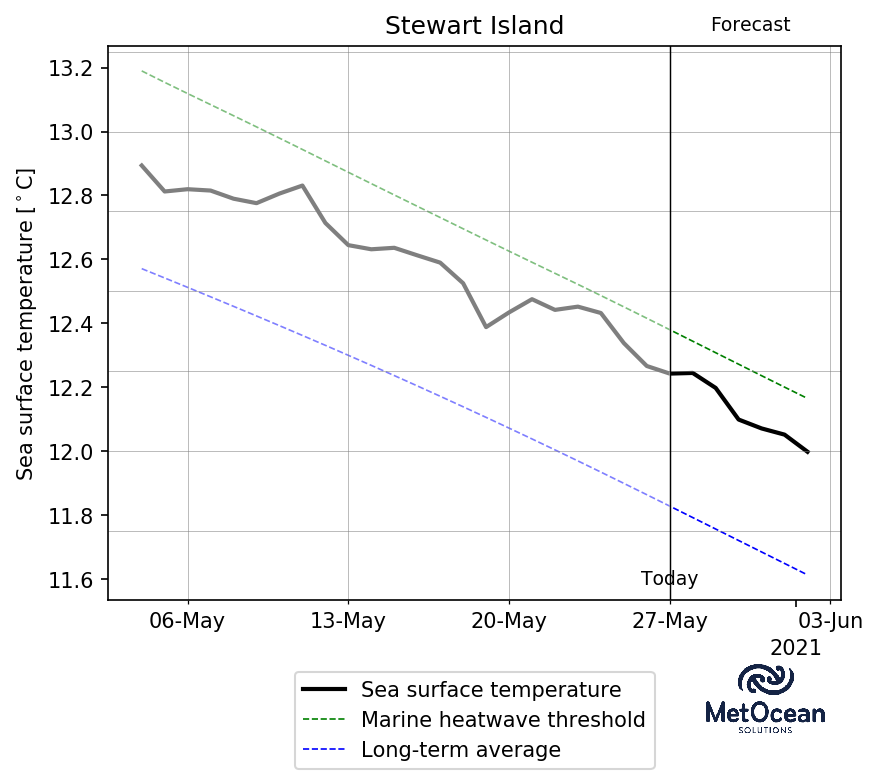 Stewart Island
Forecast
Sea surface temperature [°C]
13.2
13.0
12.8
12.6
12.4
12.2
12.0
11.8
11.6
Today
06-May
13-May
20-May
27-May
03-Jun
2021
Sea surface temperature
Marine heatwave threshold
Long-term average
MetOcean
SOLUTIONS